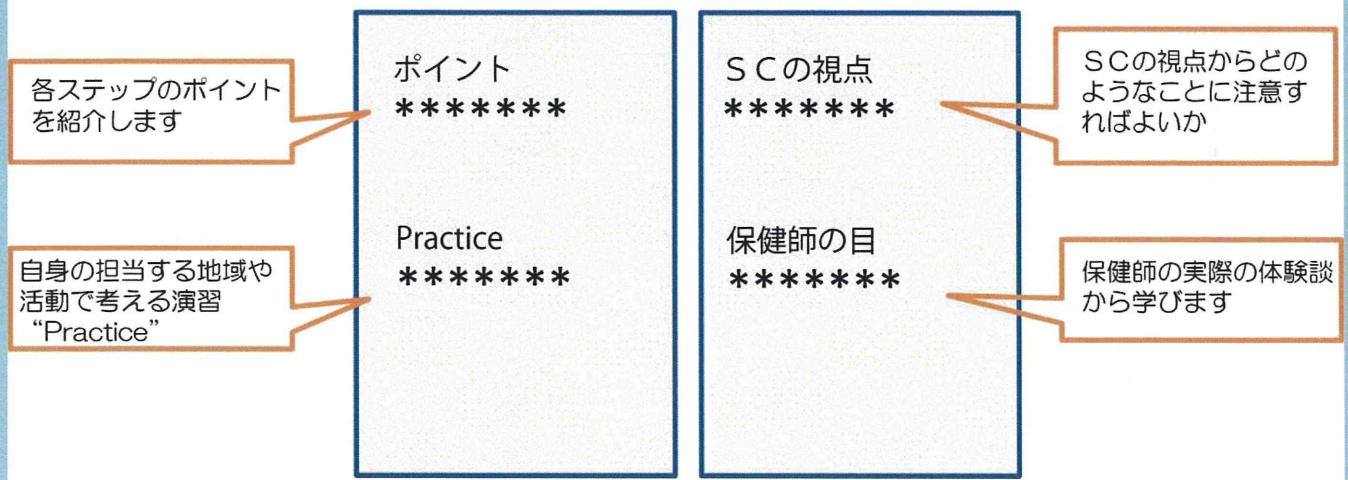 各ステップのポイント
を紹介します
自身の担当する地域や
活動で考える演習
“Practice”
ポイント
*******
Practice
*******
ＳＣの視点
*******
保健師の目
*******
ＳＣの視点からどの
ようなことに注意す
ればよいか
保健師の実際の体験談
から学びます